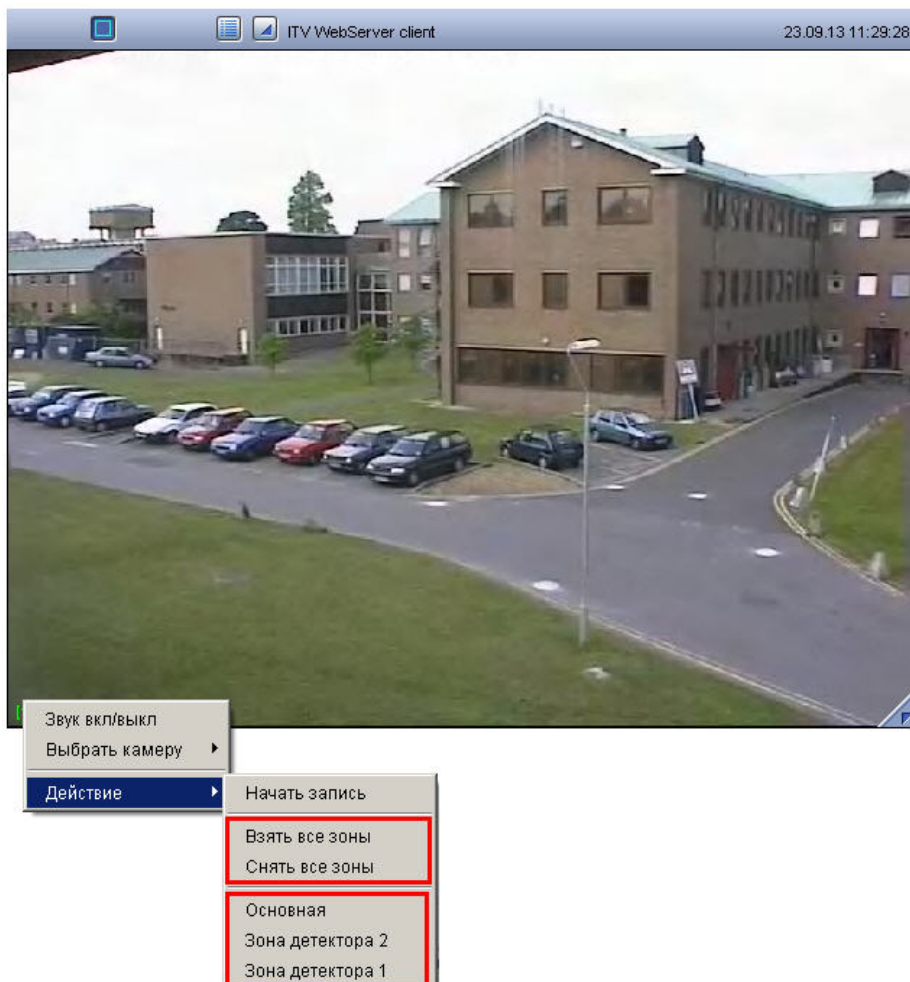 ITV WebServer client
23.09.13 11:29:28
Звук вкл/выкл
Выбрать камеру
Действие
Начать запись
Взять все зоны
Снять все зоны
Основная
Зона детектора 2
Зона детектора 1